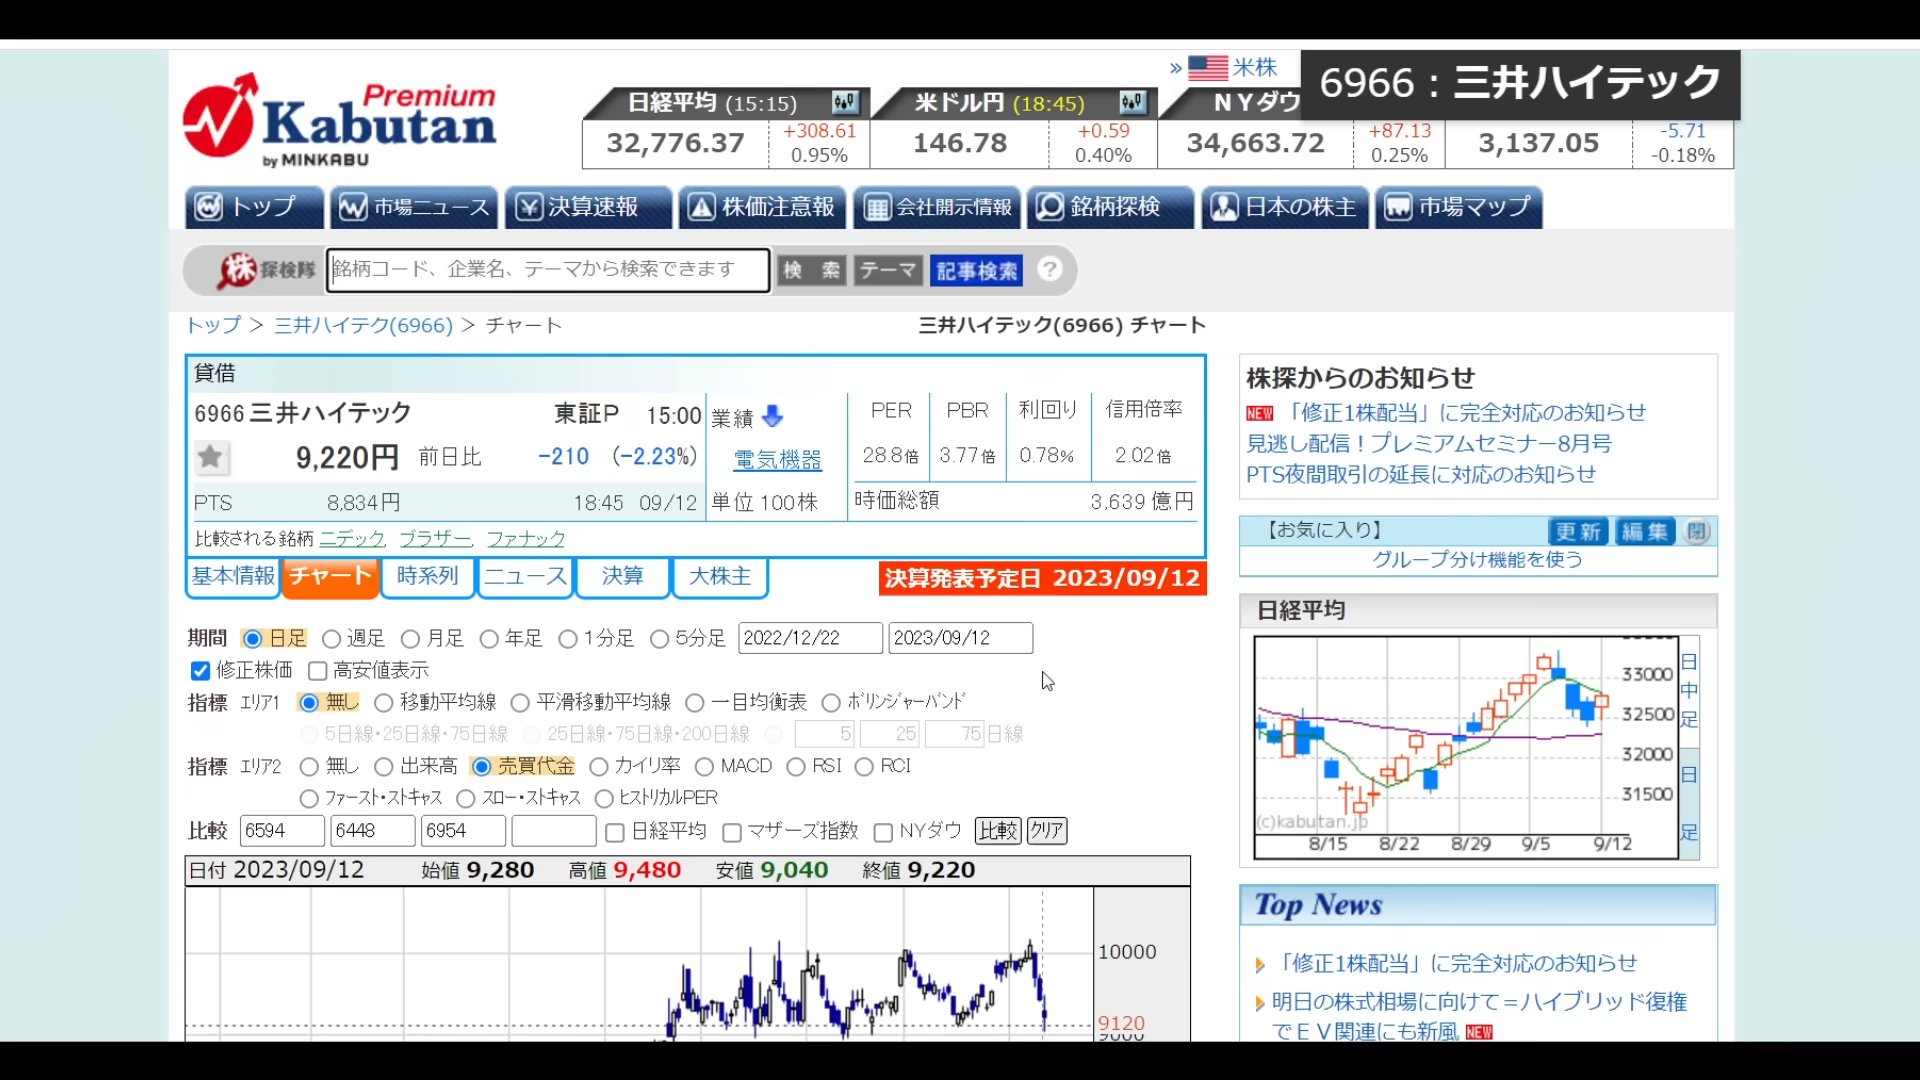 » 米株
6966：三井ハイテック
Premium
Kabutan
by MINKABU
日経平均 (15:15)
32,776.37 +308.61 0.95%
米ドル円 (18:45)
146.78 +0.59 0.40%
ＮＹダウ
34,663.72 +87.13 0.25%
3,137.05 -5.71 -0.18%
トップ 市場ニュース 決算速報 株価注意報 会社開示情報 銘柄探検 日本の株主 市場マップ
株 探検隊 銘柄コード、企業名、テーマから検索できます 検 索 テーマ 記事検索 ?
トップ > 三井ハイテク(6966) > チャート
三井ハイテック(6966) チャート
貸借
6966 三井ハイテック 東証P 15:00
9,220円 前日比 -210 (-2.23%)
PTS 8,834円 18:45 09/12
業績
電気機器
単位 100株
PER PBR 利回り 信用倍率
28.8倍 3.77倍 0.78% 2.02倍
時価総額 3,639 億円
比較される銘柄 ニデック, ブラザー, ファナック
基本情報 チャート 時系列 ニュース 決算 大株主
決算発表予定日 2023/09/12
期間 日足 週足 月足 年足 1分足 5分足 2022/12/22 2023/09/12
修正株価 高安値表示
指標 エリア1 無し 移動平均線 平滑移動平均線 一目均衡表 ボリンジャーバンド
5日線・25日線・75日線 25日線・75日線・200日線 5 25 75 日線
指標 エリア2 無し 出来高 売買代金 カイリ率 MACD RSI RCI
ファースト・ストキャス スロー・ストキャス ヒストリカルPER
比較 6594 6448 6954 日経平均 マザーズ指数 NYダウ 比較 クリア
日付 2023/09/12 始値 9,280 高値 9,480 安値 9,040 終値 9,220
10000
9120
9000
株探からのお知らせ
NEW 「修正1株配当」に完全対応のお知らせ
見逃し配信！プレミアムセミナー8月号
PTS夜間取引の延長に対応のお知らせ
【お気に入り】 更新 編集 閉
グループ分け機能を使う
日経平均
33000
32500
32000
31500
(c)kabutan.jp
8/15 8/22 8/29 9/5 9/12
日中足
日足
Top News
「修正1株配当」に完全対応のお知らせ
明日の株式相場に向けて＝ハイブリッド復権
でＥＶ関連にも新風 NEW